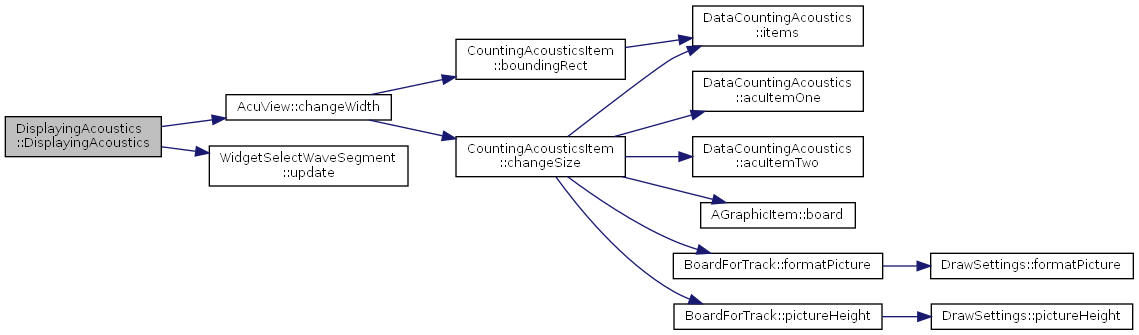 DisplayingAcoustics
::DisplayingAcoustics
AcuView::changeWidth
WidgetSelectWaveSegment
::update
CountingAcousticsItem
::boundingRect
CountingAcousticsItem
::changeSize
DataCountingAcoustics
::items
DataCountingAcoustics
::acuItemOne
DataCountingAcoustics
::acuItemTwo
AGraphicItem::board
BoardForTrack::formatPicture
BoardForTrack::pictureHeight
DrawSettings::formatPicture
DrawSettings::pictureHeight